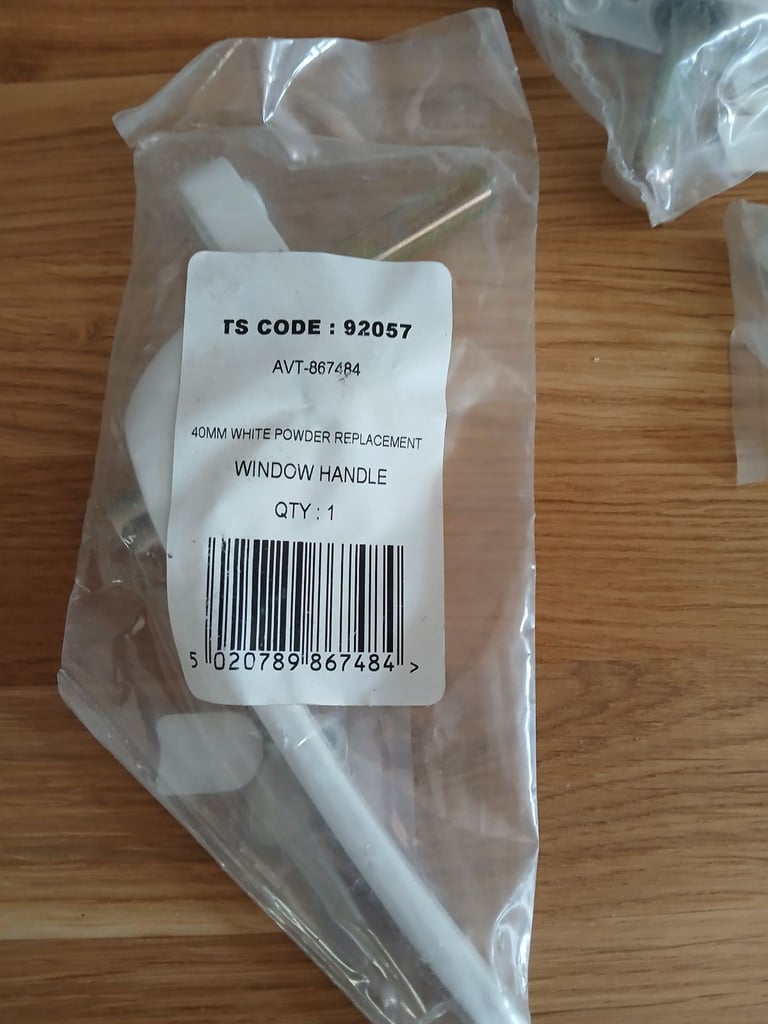 TS CODE : 92057
AVT-867484
40MM WHITE POWDER REPLACEMENT
WINDOW HANDLE
QTY : 1
5 020789 867484 >